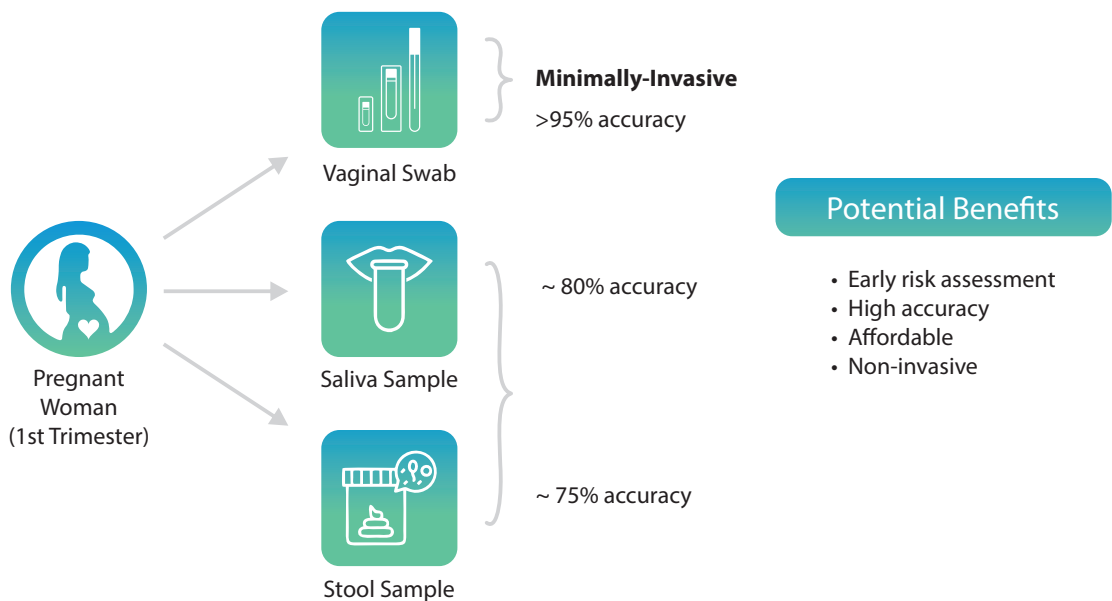 Minimally-Invasive
>95% accuracy
Vaginal Swab
Potential Benefits
~ 80% accuracy
• Early risk assessment
• High accuracy
• Affordable
• Non-invasive
Pregnant
Woman
(1st Trimester)
Saliva Sample
~ 75% accuracy
Stool Sample